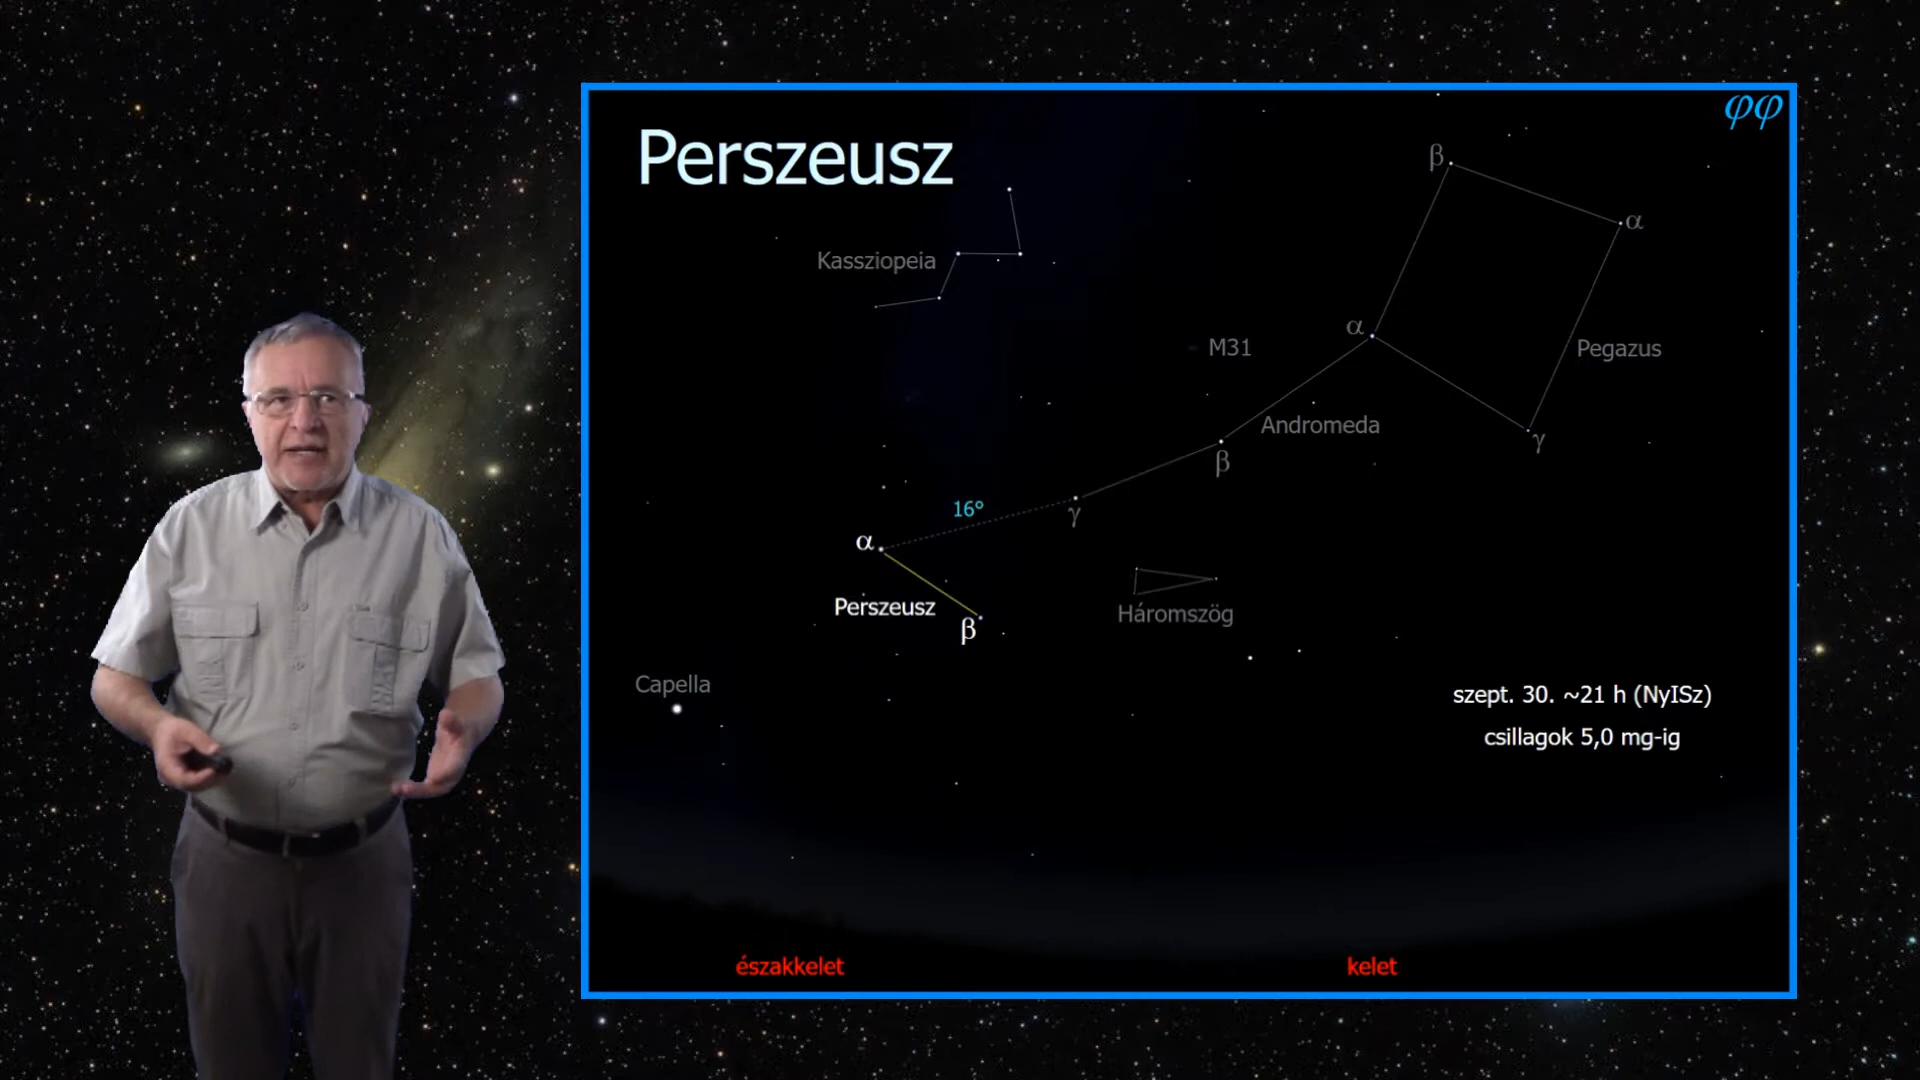 φφ
Perszeusz
β
α
Kassziopeia
α
M31
Pegazus
Andromeda
γ
β
16°
γ
α
Perszeusz
Háromszög
β
Capella
szept. 30. ~21 h (NyISz)
csillagok 5,0 mg-ig
északkelet
kelet